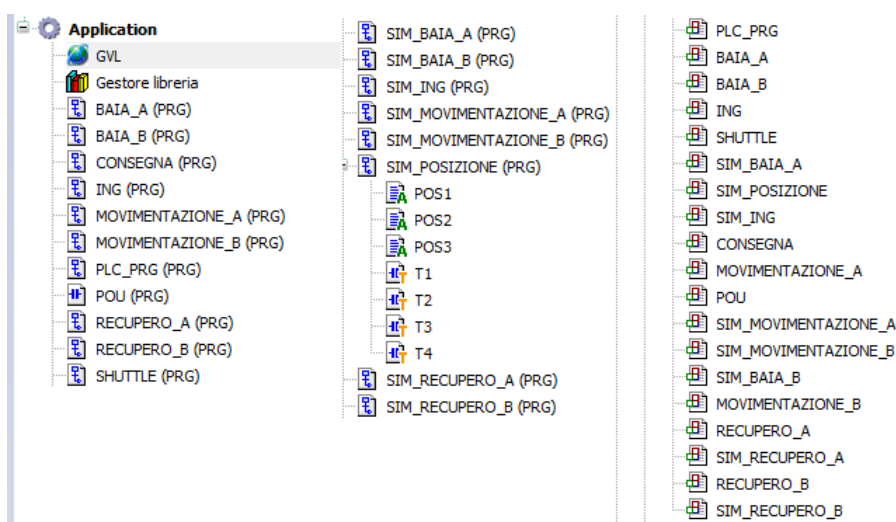 Application
GVL
Gestore libreria
BAIA_A (PRG)
BAIA_B (PRG)
CONSEGNA (PRG)
ING (PRG)
MOVIMENTAZIONE_A (PRG)
MOVIMENTAZIONE_B (PRG)
PLC_PRG (PRG)
POU (PRG)
RECUPERO_A (PRG)
RECUPERO_B (PRG)
SHUTTLE (PRG)
SIM_BAIA_A (PRG)
SIM_BAIA_B (PRG)
SIM_ING (PRG)
SIM_MOVIMENTAZIONE_A (PRG)
SIM_MOVIMENTAZIONE_B (PRG)
SIM_POSIZIONE (PRG)
POS1
POS2
POS3
T1
T2
T3
T4
SIM_RECUPERO_A (PRG)
SIM_RECUPERO_B (PRG)
PLC_PRG
BAIA_A
BAIA_B
ING
SHUTTLE
SIM_BAIA_A
SIM_POSIZIONE
SIM_ING
CONSEGNA
MOVIMENTAZIONE_A
POU
SIM_MOVIMENTAZIONE_A
SIM_MOVIMENTAZIONE_B
SIM_BAIA_B
MOVIMENTAZIONE_B
RECUPERO_A
SIM_RECUPERO_A
RECUPERO_B
SIM_RECUPERO_B